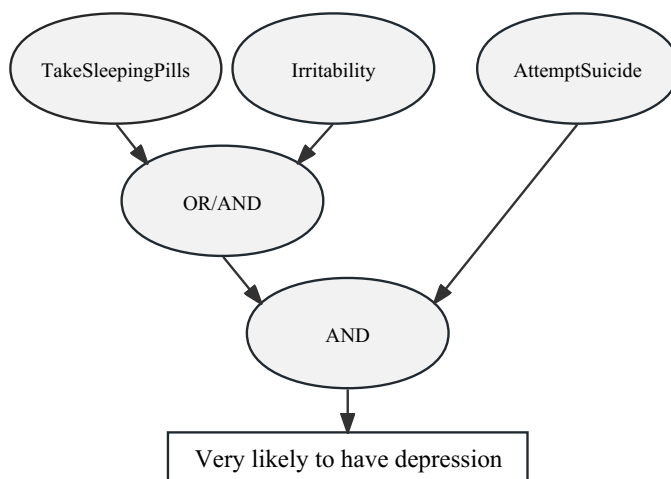 TakeSleepingPills
Irritability
AttemptSuicide
OR/AND
AND
Very likely to have depression